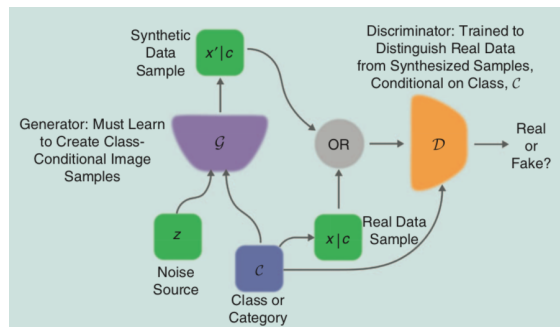 Synthetic
Data
Sample
x′|c
Discriminator: Trained to
Distinguish Real Data
from Synthesized Samples,
Conditional on Class, C
Generator: Must Learn
to Create Class-
Conditional Image
Samples
G
OR
D
Real
or
Fake?
z
Noise
Source
C
Class or
Category
x|c
Real Data
Sample